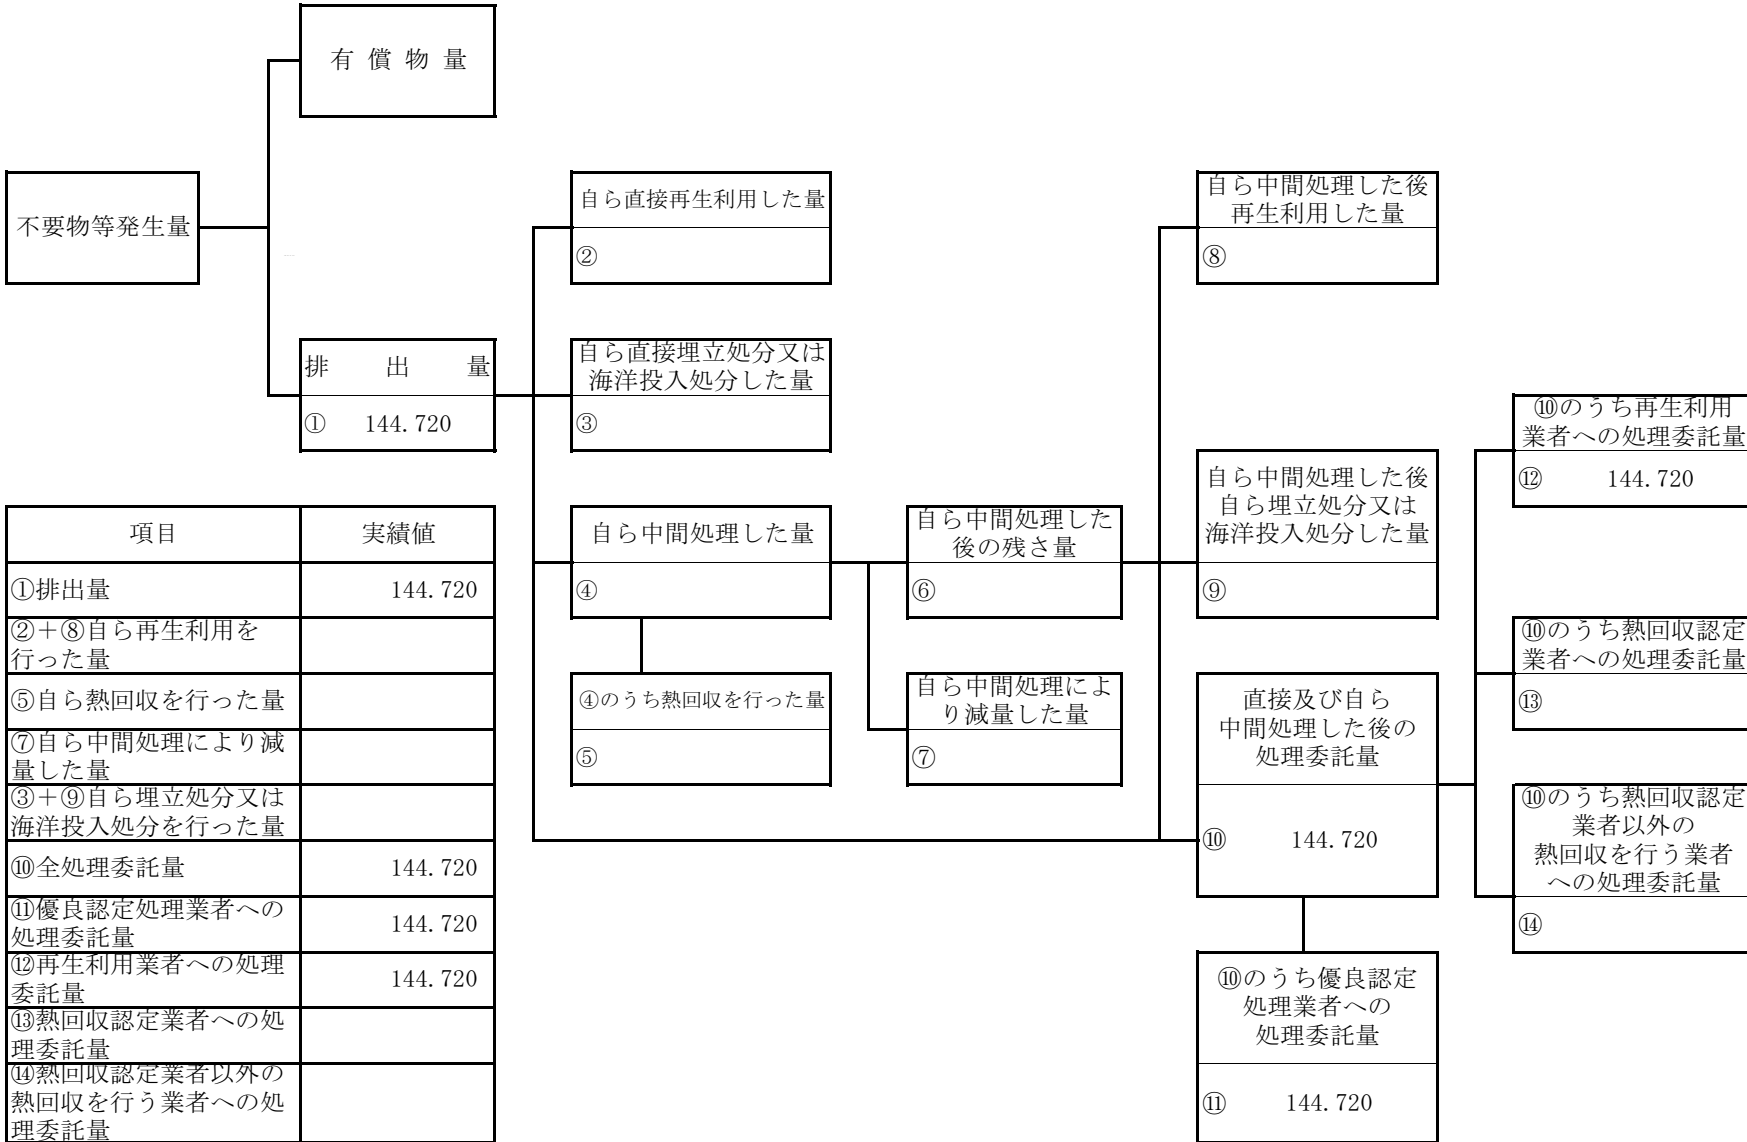 有償物量
不要物等発生量
排出量
① 144.720
自ら直接再生利用した量
②
自ら直接埋立処分又は
海洋投入処分した量
③
自ら中間処理した量
④
④のうち熱回収を行った量
⑤
自ら中間処理した
後の残さ量
⑥
自ら中間処理によ
り減量した量
⑦
自ら中間処理した後
再生利用した量
⑧
自ら中間処理した後
自ら埋立処分又は
海洋投入処分した量
⑨
直接及び自ら
中間処理した後の
処理委託量
⑩ 144.720
⑩のうち優良認定
処理業者への
処理委託量
⑪ 144.720
⑩のうち再生利用
業者への処理委託量
⑫ 144.720
⑩のうち熱回収認定
業者への処理委託量
⑬
⑩のうち熱回収認定
業者以外の
熱回収を行う業者
への処理委託量
⑭
項目 実績値
①排出量 144.720
②+⑧自ら再生利用を
行った量
⑤自ら熱回収を行った量
⑦自ら中間処理により減
量した量
③+⑨自ら埋立処分又は
海洋投入処分を行った量
⑩全処理委託量 144.720
⑪優良認定処理業者への
処理委託量 144.720
⑫再生利用業者への処理
委託量 144.720
⑬熱回収認定業者への処
理委託量
⑭熱回収認定業者以外の
熱回収を行う業者への処
理委託量